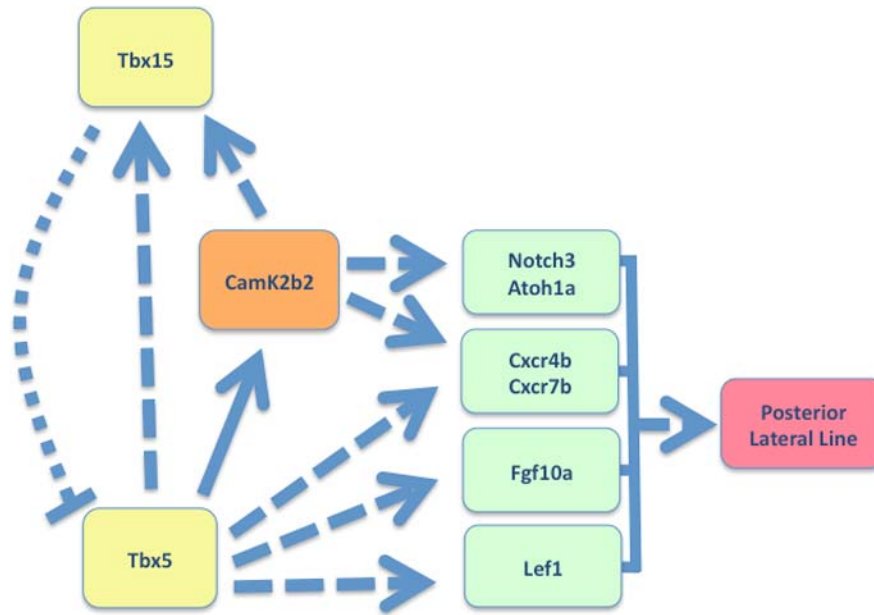 Tbx15
CamK2b2
Notch3
Atoh1a
Cxcr4b
Cxcr7b
Posterior
Lateral Line
Fgf10a
Tbx5
Lef1